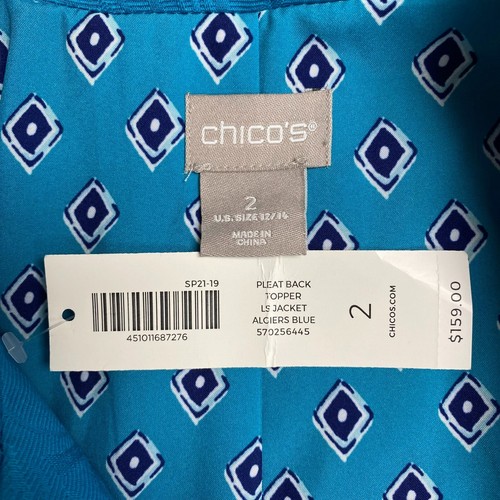 chico's®
2
U.S. SIZE 12/14
MADE IN
CHINA
SP21-19
451011687276
PLEAT BACK
TOPPER
LS JACKET
ALGIERS BLUE
570256445
2
CHICOS.COM
$159.00